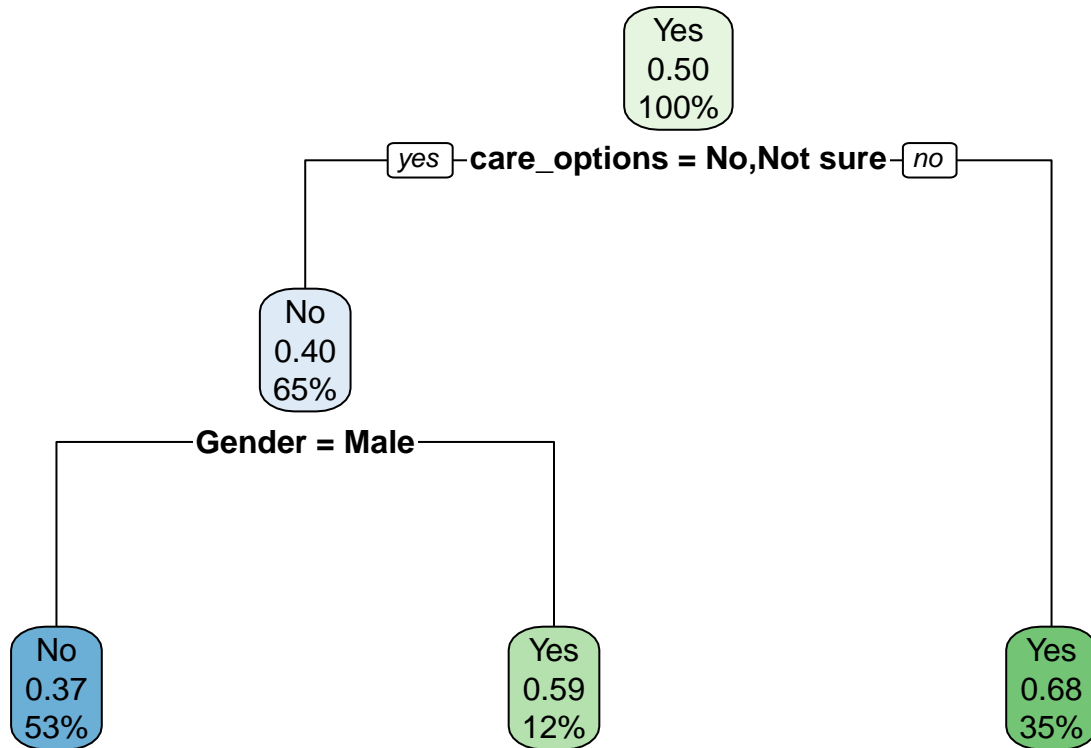 Yes
0.50
100%
yes care_options = No,Not sure no
No
0.40
65%
Gender = Male
No
0.37
53%
Yes
0.59
12%
Yes
0.68
35%